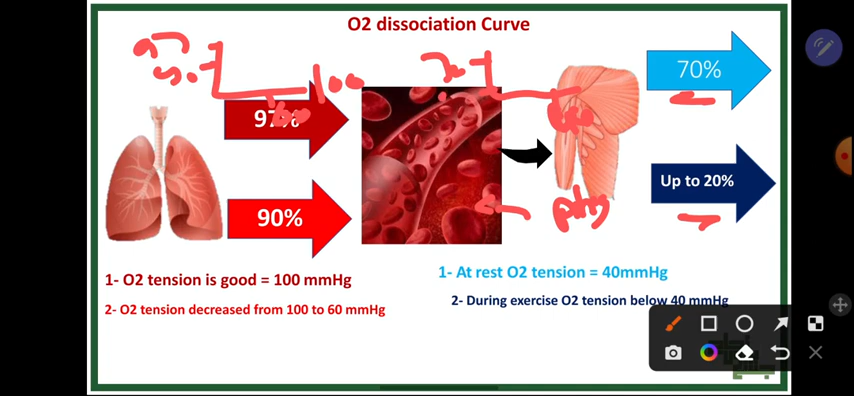 O2 dissociation Curve
100
70%
97%
60
Up to 20%
90%
1- O2 tension is good = 100 mmHg
1- At rest O2 tension = 40mmHg
2- O2 tension decreased from 100 to 60 mmHg
2- During exercise O2 tension below 40 mmHg